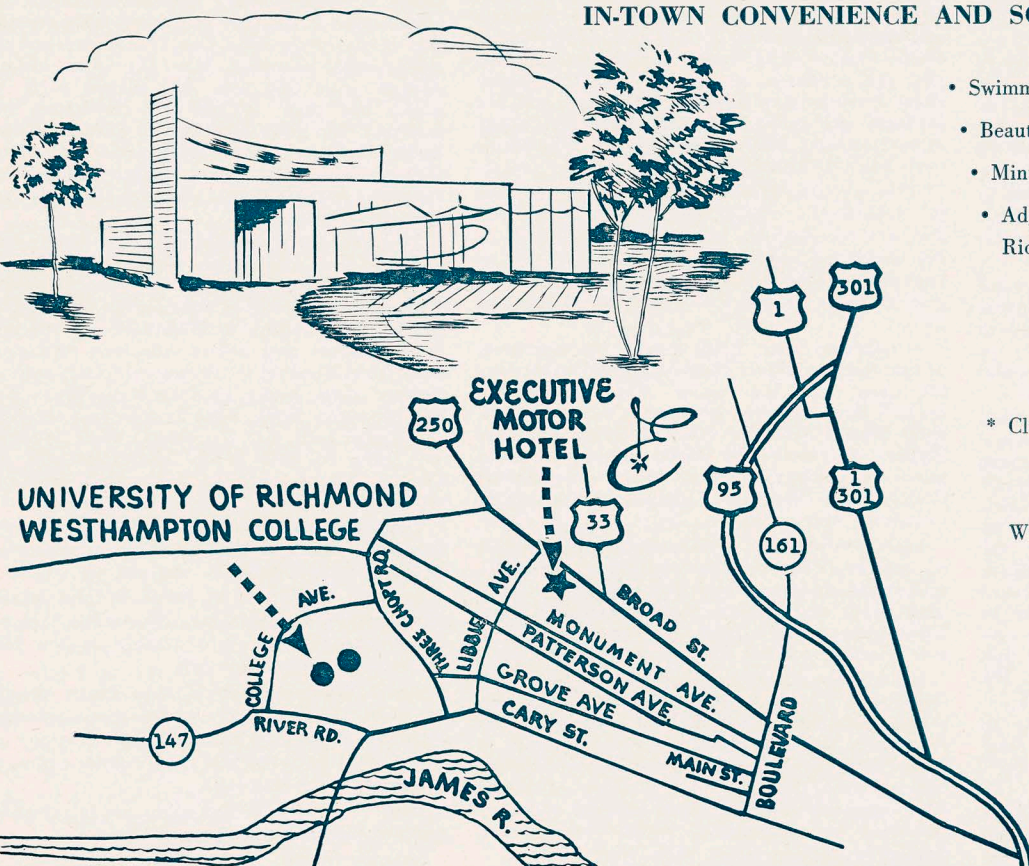 IN-TOWN CONVENIENCE AND
• Swimm
• Beaut
• Min
• Ad
Ric
1
301
EXECUTIVE
MOTOR
HOTEL
250
* Cl
95
1
301
33
UNIVERSITY OF RICHMOND
WESTHAMPTON COLLEGE
W
161
THREE CHOPT RD.
LIBBIE AVE.
BROAD ST.
COLLEGE AVE.
MONUMENT AVE.
PATTERSON AVE.
GROVE AVE
CARY ST.
RIVER RD.
147
MAIN ST.
BOULEVARD
JAMES R.